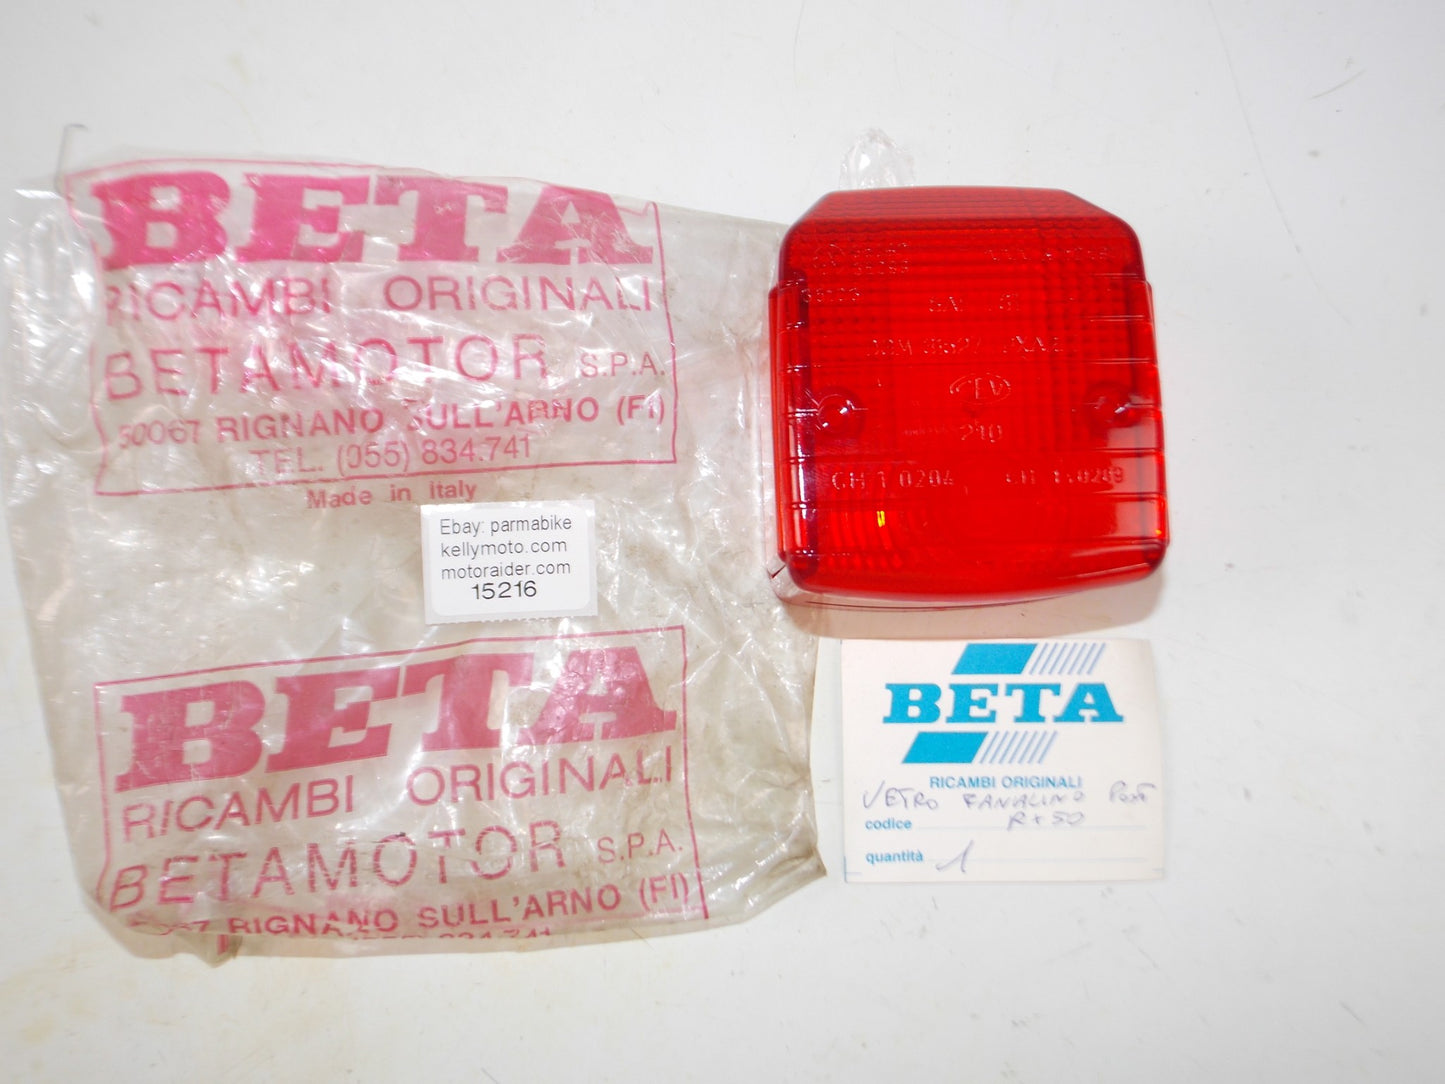 BETA
RICAMBI ORIGINALI
BETAMOTOR S.P.A.
50067 RIGNANO SULL'ARNO (FI)
TEL. (055) 834.741
Made in Italy
Ebay: parmabike
kellymoto.com
motoraider.com
15216
BETA
RICAMBI ORIGINALI
BETAMOTOR S.P.A.
RIGNANO SULL'ARNO (FI)
CEV
210
BETA
RICAMBI ORIGINALI
VETRO FANALINO Post
codice
quantità 1